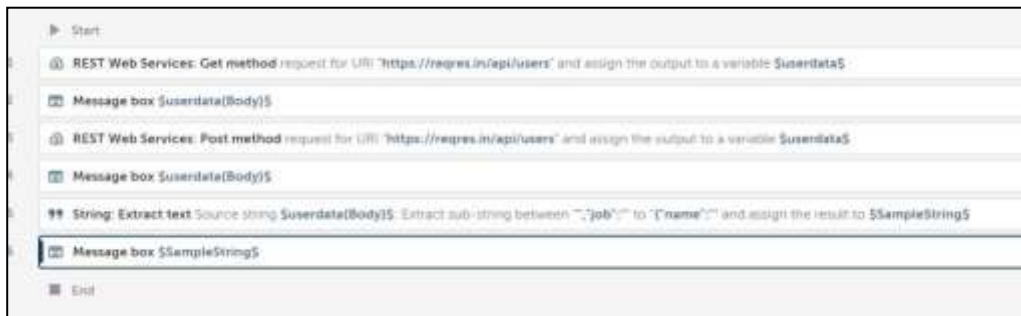 Start
REST Web Services: Get method request for URI "https://reqres.in/api/users" and assign the output to a variable $userdata$
Message box $userdata{Body}$
REST Web Services: Post method request for URI "https://reqres.in/api/users" and assign the output to a variable $userdata$
Message box $userdata{Body}$
String: Extract text Source string $userdata{Body}$. Extract sub-string between "","job":"" to "{"name":"" and assign the result to $SSampleString$
Message box $SSampleString$
End